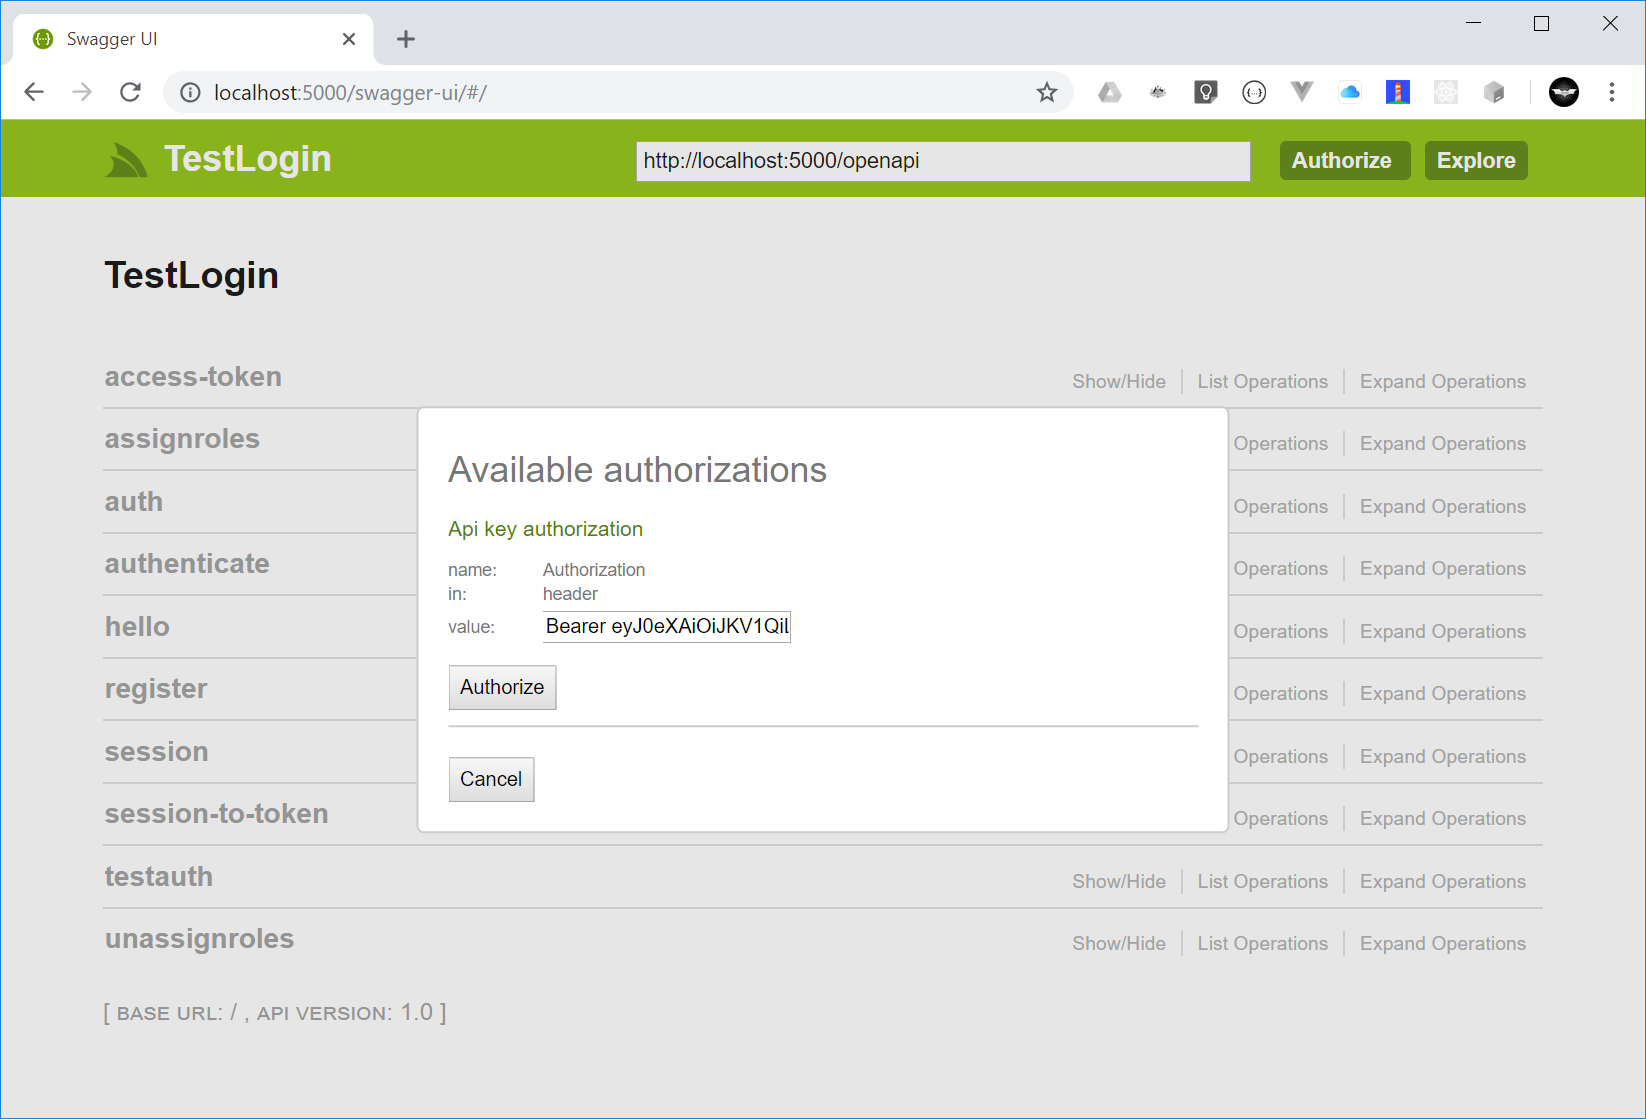 Swagger UI
localhost:5000/swagger-ui/#/
TestLogin
http://localhost:5000/openapi
Authorize
Explore
TestLogin
access-token
Show/Hide
List Operations
Expand Operations
assignroles
Operations
Expand Operations
auth
Operations
Expand Operations
authenticate
Operations
Expand Operations
hello
Operations
Expand Operations
register
Operations
Expand Operations
session
Operations
Expand Operations
session-to-token
Operations
Expand Operations
Available authorizations
Api key authorization
name: Authorization
in: header
value: Bearer eyJ0eXAiOiJKV1QiL
Authorize
Cancel
testauth
Show/Hide
List Operations
Expand Operations
unassignroles
Show/Hide
List Operations
Expand Operations
[ BASE URL: / , API VERSION: 1.0 ]